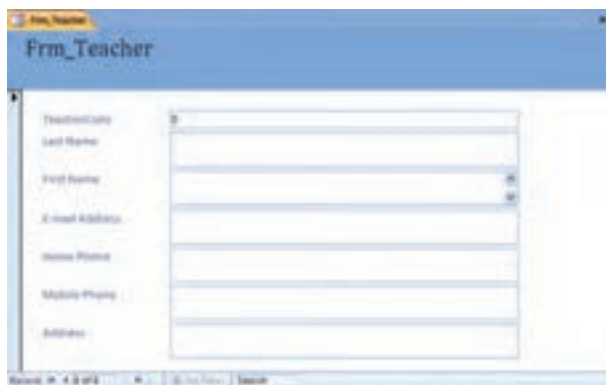 Frm_Teacher
Frm_Teacher
Last Name
First Name
E-mail Address
Home Phone
Mobile Phone
Address
Search